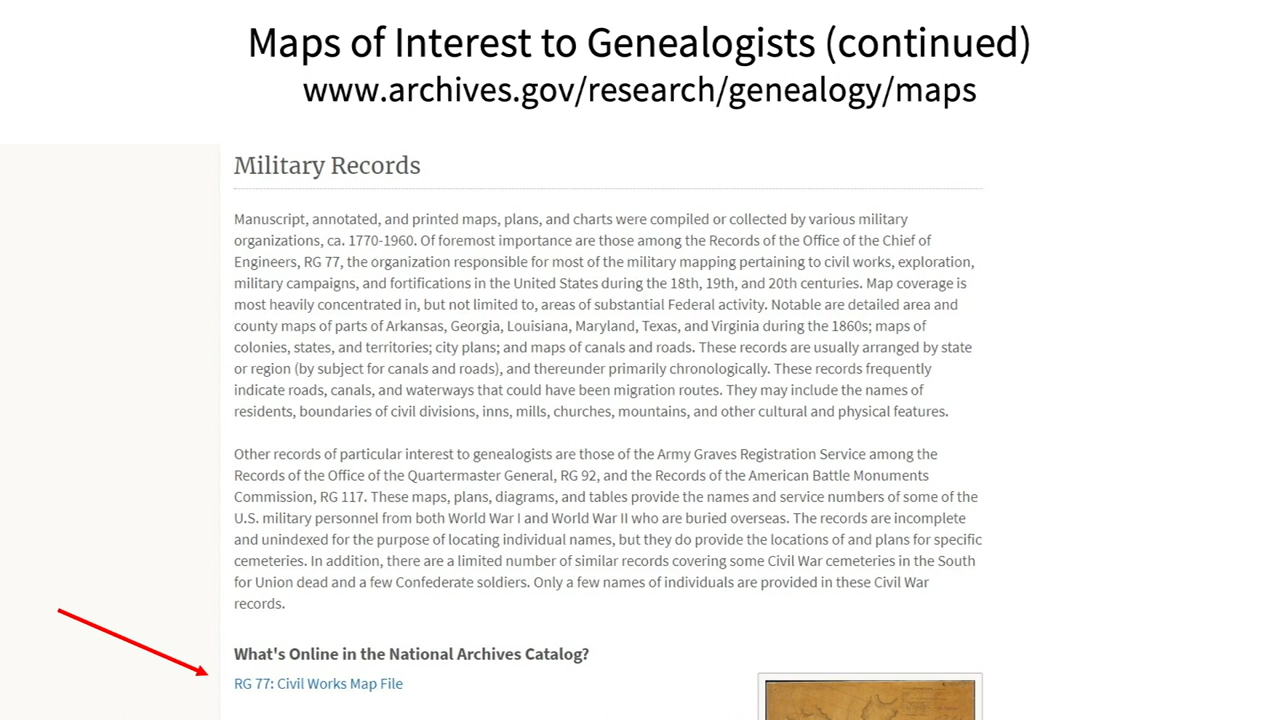 Maps of Interest to Genealogists (continued)
www.archives.gov/research/genealogy/maps
Military Records
Manuscript, annotated, and printed maps, plans, and charts were compiled or collected by various military
organizations, ca. 1770-1960. Of foremost importance are those among the Records of the Office of the Chief of
Engineers, RG 77, the organization responsible for most of the military mapping pertaining to civil works, exploration,
military campaigns, and fortifications in the United States during the 18th, 19th, and 20th centuries. Map coverage is
most heavily concentrated in, but not limited to, areas of substantial Federal activity. Notable are detailed area and
county maps of parts of Arkansas, Georgia, Louisiana, Maryland, Texas, and Virginia during the 1860s; maps of
colonies, states, and territories; city plans; and maps of canals and roads. These records are usually arranged by state
or region (by subject for canals and roads), and thereunder primarily chronologically. These records frequently
indicate roads, canals, and waterways that could have been migration routes. They may include the names of
residents, boundaries of civil divisions, inns, mills, churches, mountains, and other cultural and physical features.
Other records of particular interest to genealogists are those of the Army Graves Registration Service among the
Records of the Office of the Quartermaster General, RG 92, and the Records of the American Battle Monuments
Commission, RG 117. These maps, plans, diagrams, and tables provide the names and service numbers of some of the
U.S. military personnel from both World War I and World War II who are buried overseas. The records are incomplete
and unindexed for the purpose of locating individual names, but they do provide the locations of and plans for specific
cemeteries. In addition, there are a limited number of similar records covering some Civil War cemeteries in the South
for Union dead and a few Confederate soldiers. Only a few names of individuals are provided in these Civil War
records.
What's Online in the National Archives Catalog?
RG 77: Civil Works Map File